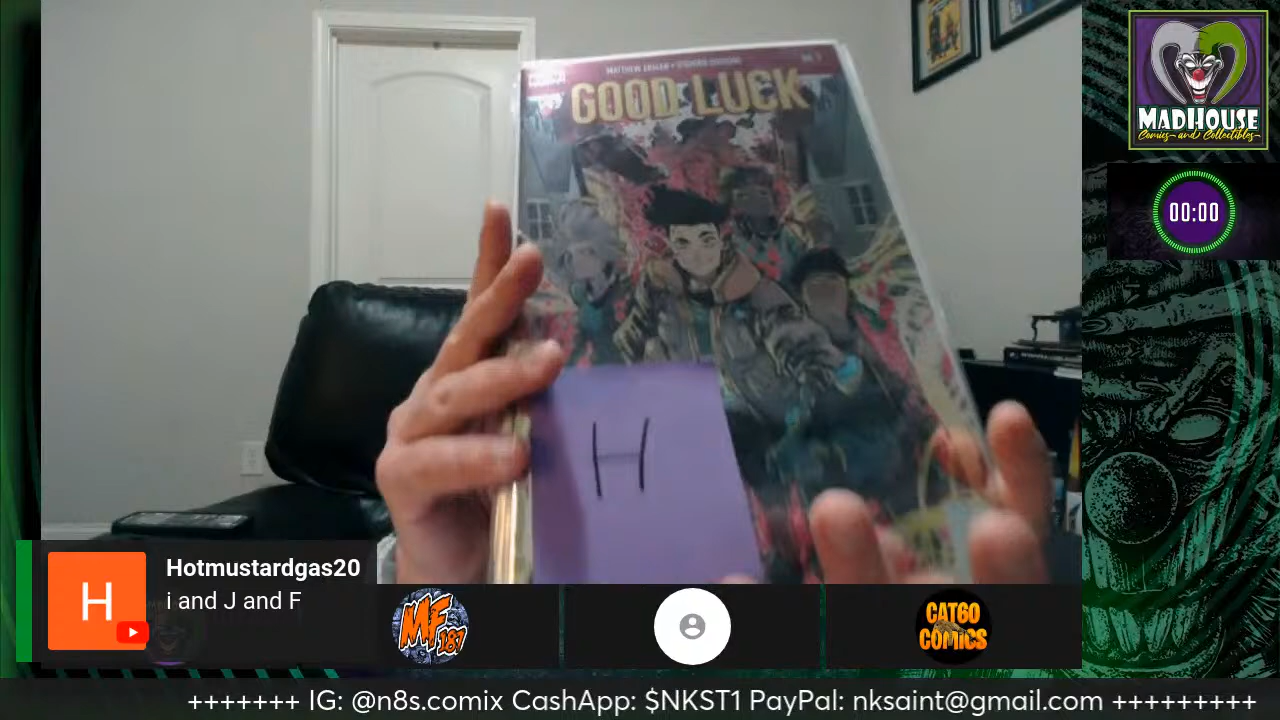 MATTHEW
GOOD LUCK
H
MADHOUSE
Comics and Collectibles
00:00
H
Hotmustardgas20
i and J and F
MF
187
CAT60
COMICS
+++++++ IG: @n8s.comix CashApp: $NKST1 PayPal: nksaint@gmail.com +++++++++